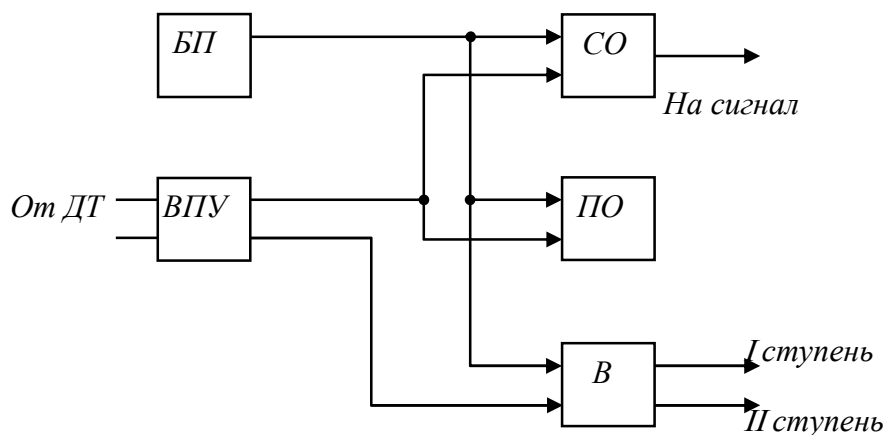 БП
СО
На сигнал
От ДТ
ВПУ
ПО
I ступень
В
II ступень